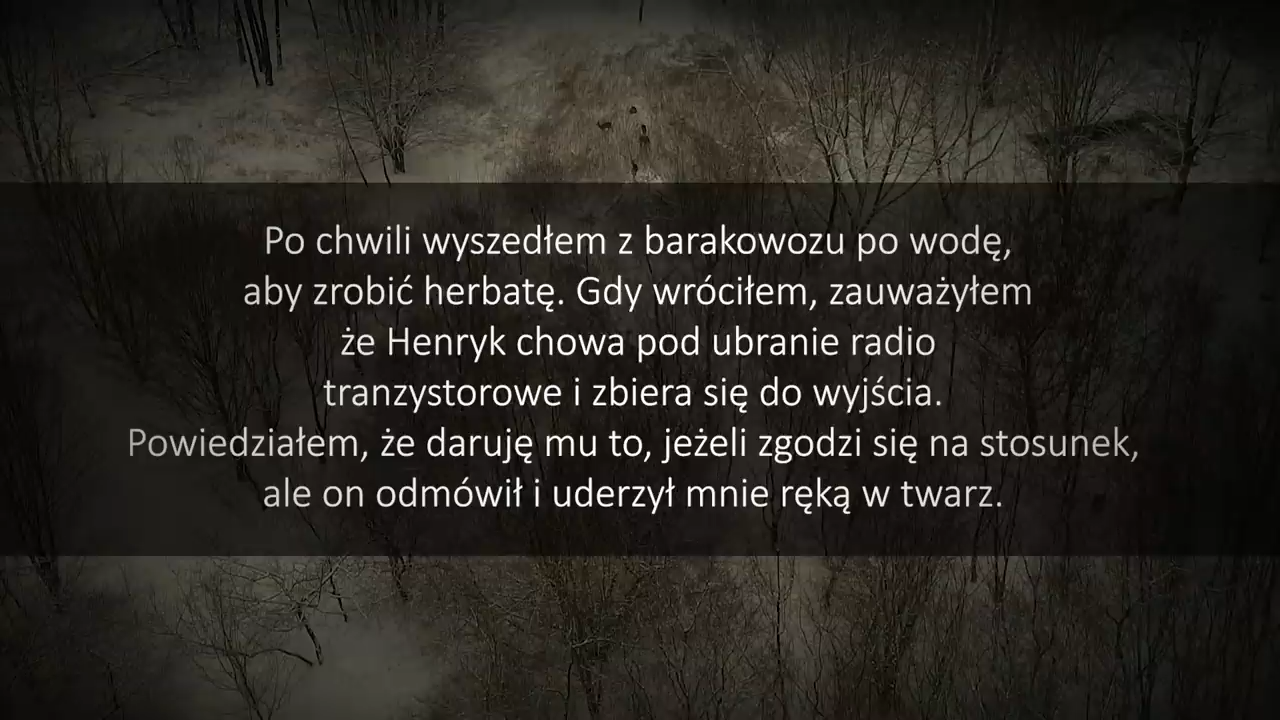 Po chwili wyszedłem z barakowozu po wodę,
aby zrobić herbatę. Gdy wróciłem, zauważyłem
że Henryk chowa pod ubranie radio
tranzystorowe i zbiera się do wyjścia.
Powiedziałem, że daruję mu to, jeżeli zgodzi się na stosunek,
ale on odmówił i uderzył mnie ręką w twarz.